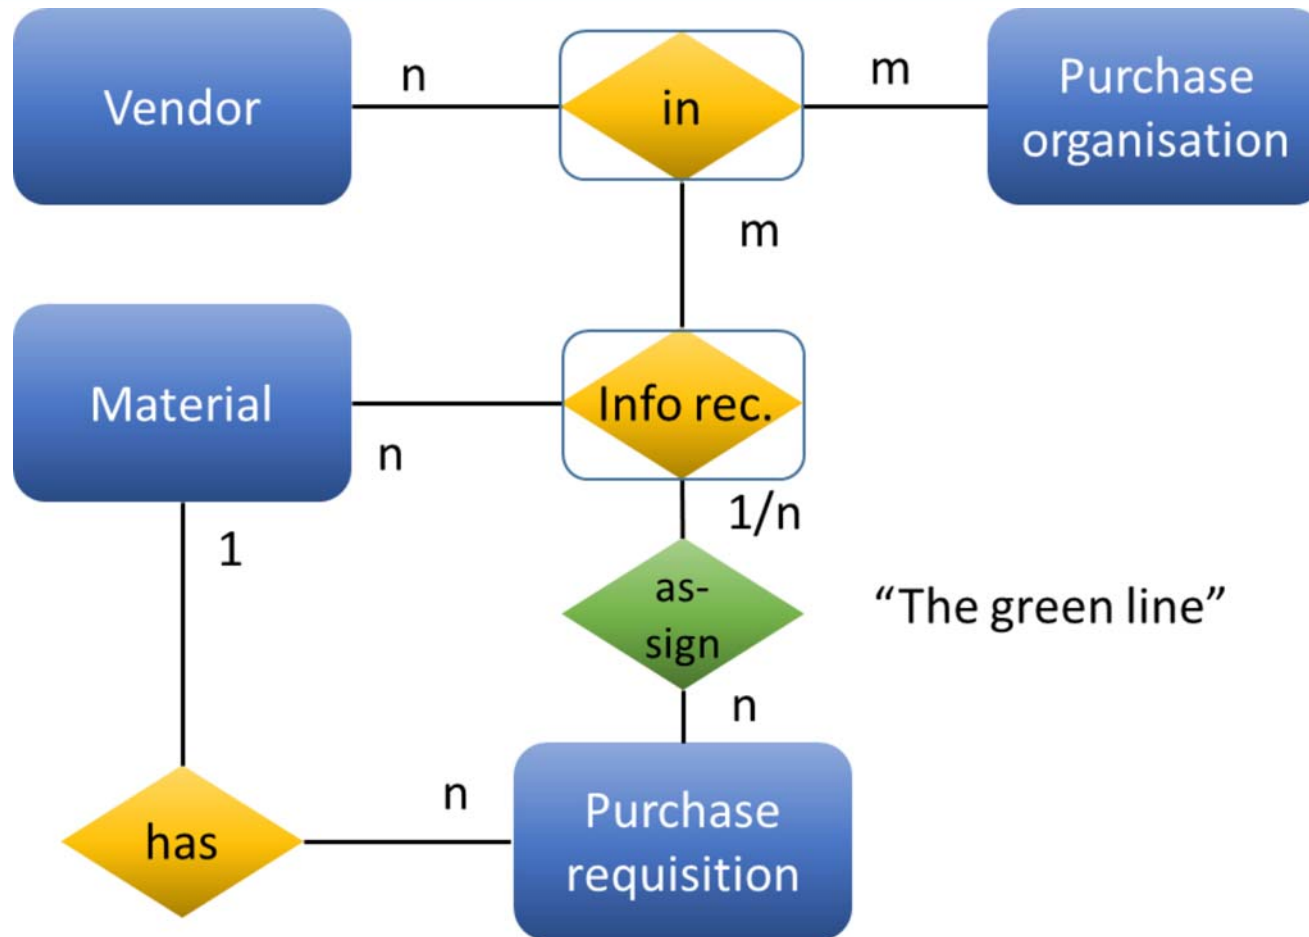 Vendor
n
in
m
Purchase
organisation
m
Material
n
Info rec.
1
1/n
as-
sign
“The green line”
n
has
n
Purchase
requisition